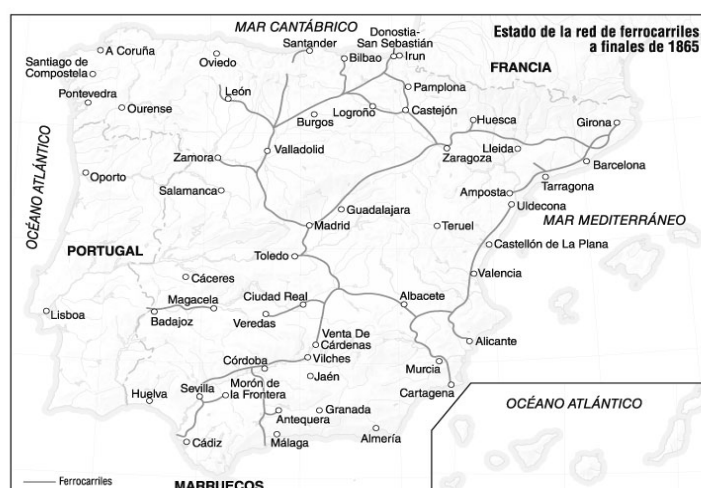 MAR CANTÁBRICO
Estado de la red de ferrocarriles
a finales de 1865
Donostia-
San Sebastián
Santander
A Coruña
Oviedo
Bilbao
Irun
Santiago de
Compostela
FRANCIA
Pontevedra
León
Pamplona
Ourense
Logroño
Castejón
Burgos
Huesca
Girona
OCÉANO ATLÁNTICO
Zamora
Valladolid
Zaragoza
Lleida
Barcelona
Oporto
Salamanca
Amposta
Tarragona
Guadalajara
Uldecona
Madrid
Teruel
MAR MEDITERRÁNEO
PORTUGAL
Toledo
Castellón de La Plana
Cáceres
Valencia
Magacela
Ciudad Real
Albacete
Lisboa
Badajoz
Veredas
Venta De
Cárdenas
Alicante
Córdoba
Vilches
Murcia
Jaén
Sevilla
Morón de
la Frontera
Cartagena
Huelva
Granada
OCÉANO ATLÁNTICO
Antequera
Cádiz
Málaga
Almería
Ferrocarriles
MARRUECOS